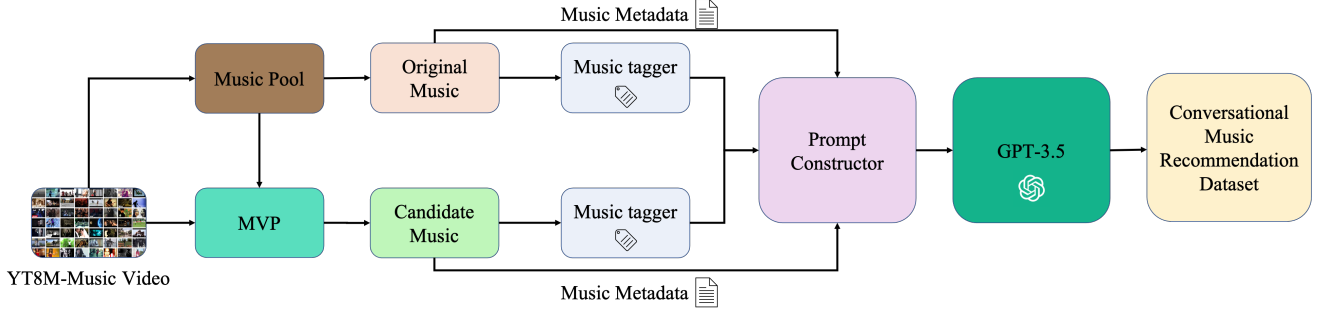 Music Metadata
Music Pool
Original
Music
Music tagger
Prompt
Constructor
GPT-3.5
Conversational
Music
Recommendation
Dataset
MVP
Candidate
Music
Music tagger
YT8M-Music Video
Music Metadata